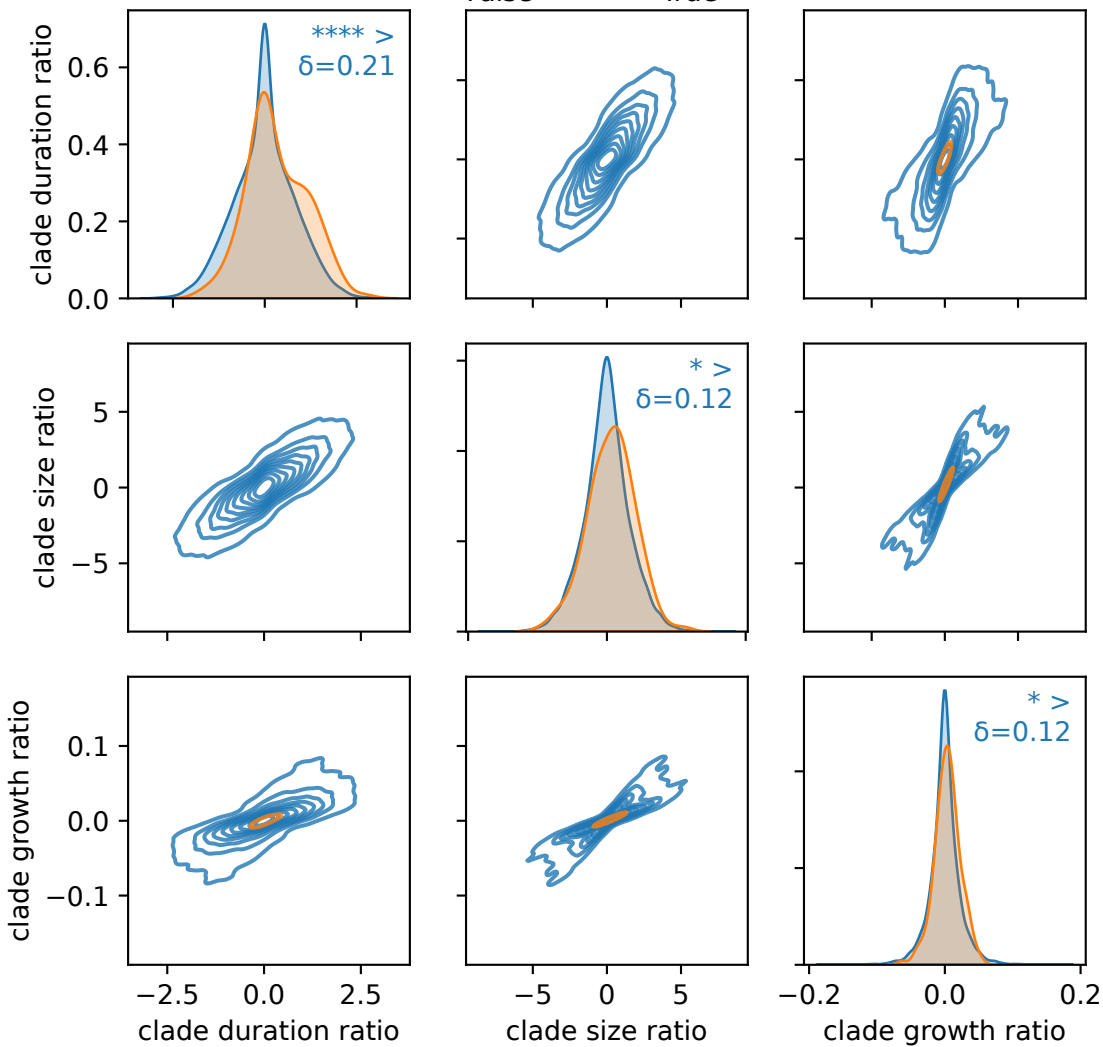 clade duration ratio
0.6
0.4
0.2
0.0
**** >
δ=0.21
clade size ratio
5
0
−5
* >
δ=0.12
clade growth ratio
0.1
0.0
−0.1
* >
δ=0.12
−2.5 0.0 2.5
−5 0 5
−0.2 0.0 0.2
clade duration ratio
clade size ratio
clade growth ratio